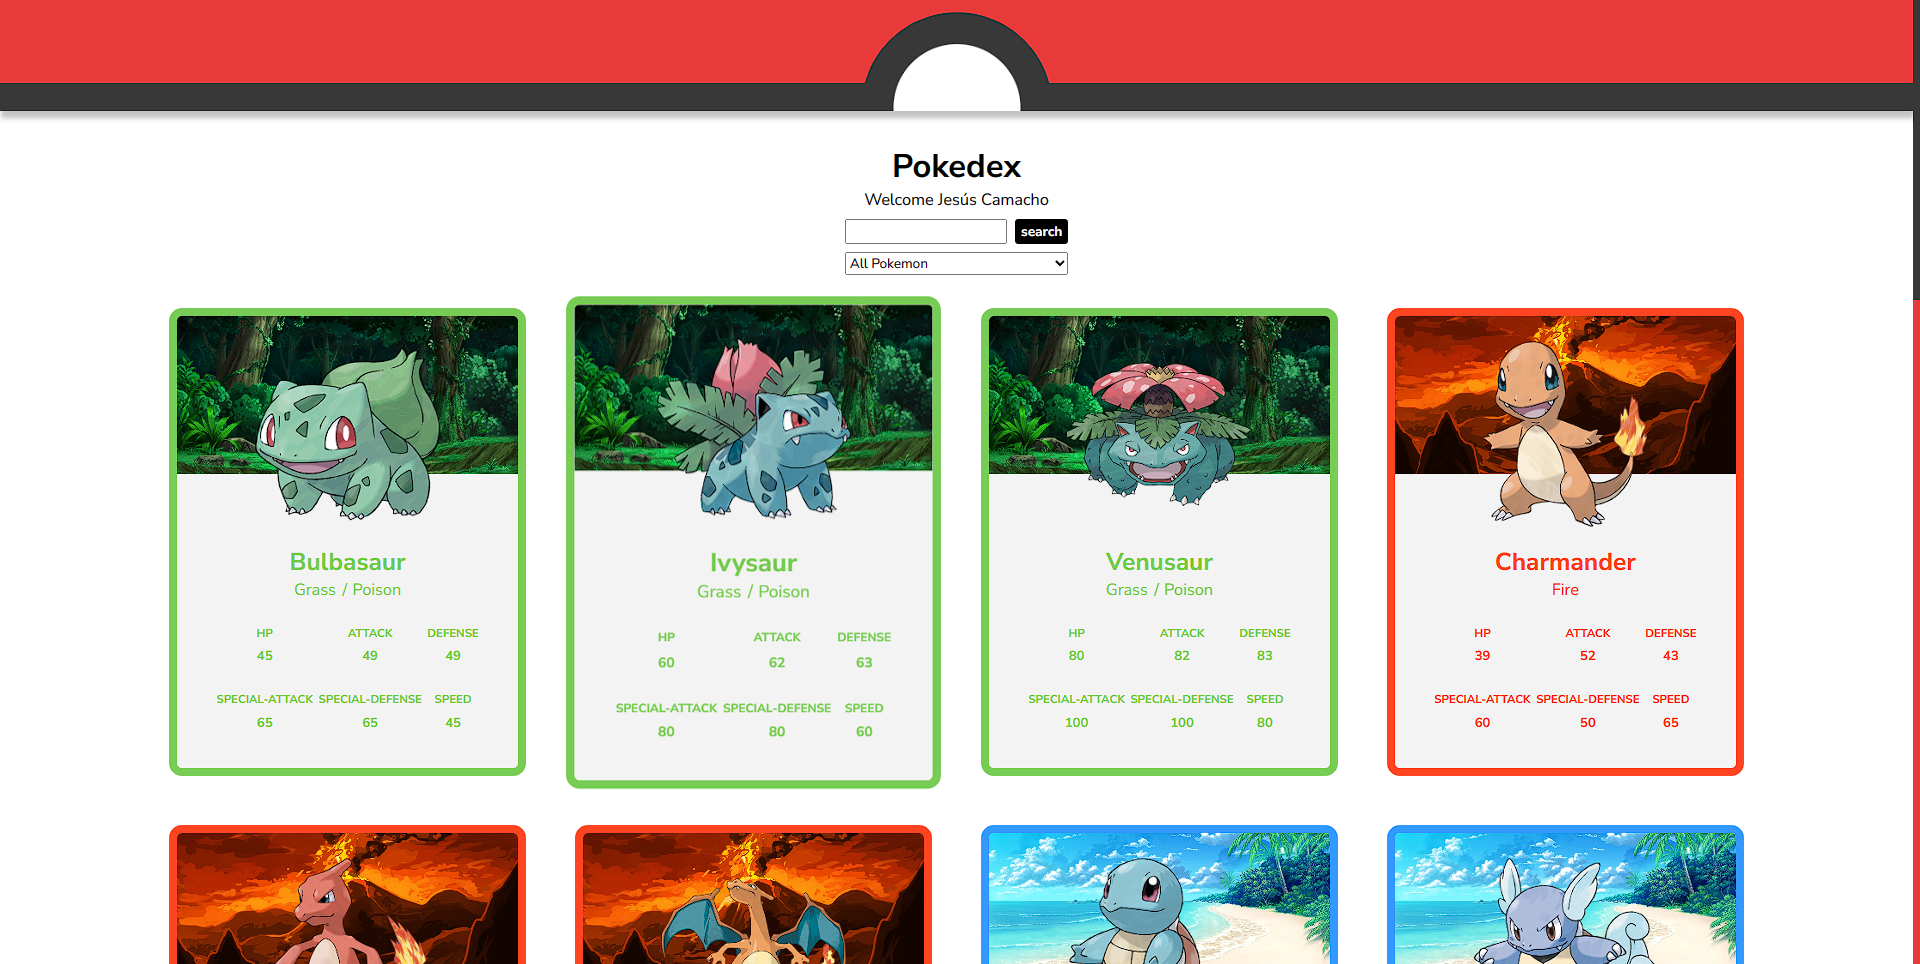 Pokedex
Welcome Jesús Camacho
search
All Pokemon
Bulbasaur
Grass / Poison
HP ATTACK DEFENSE
45 49 49
SPECIAL-ATTACK SPECIAL-DEFENSE SPEED
65 65 45
Ivysaur
Grass / Poison
HP ATTACK DEFENSE
60 62 63
SPECIAL-ATTACK SPECIAL-DEFENSE SPEED
80 80 60
Venusaur
Grass / Poison
HP ATTACK DEFENSE
80 82 83
SPECIAL-ATTACK SPECIAL-DEFENSE SPEED
100 100 80
Charmander
Fire
HP ATTACK DEFENSE
39 52 43
SPECIAL-ATTACK SPECIAL-DEFENSE SPEED
60 50 65